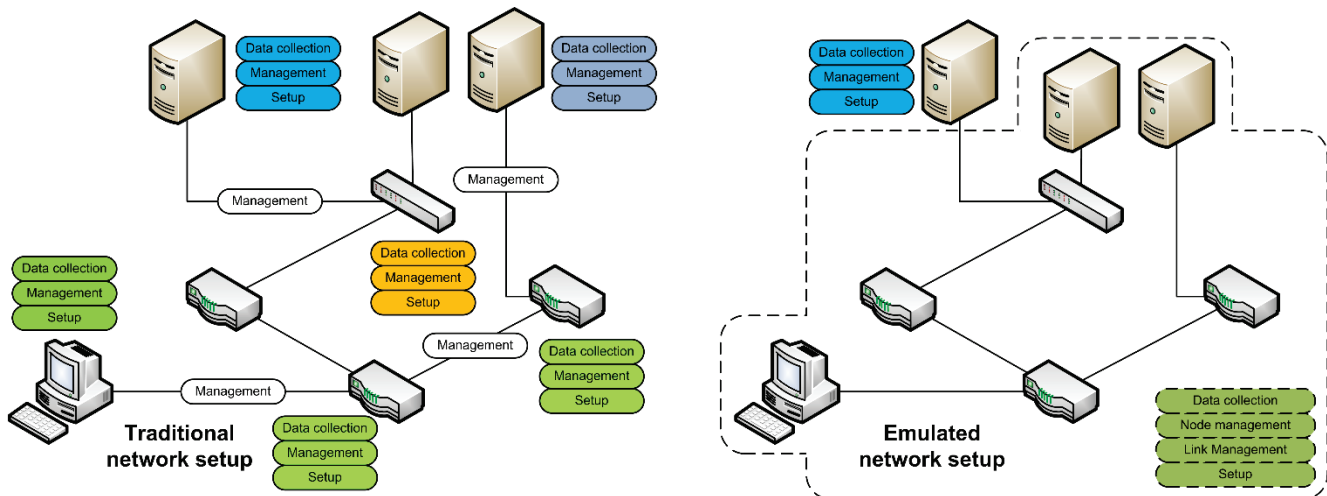 Data collection
Management
Setup
Data collection
Management
Setup
Management
Management
Data collection
Management
Setup
Data collection
Management
Setup
Management
Data collection
Management
Setup
Management
Data collection
Management
Setup
Traditional
network setup
Data collection
Management
Setup
Data collection
Node management
Link Management
Setup
Emulated
network setup